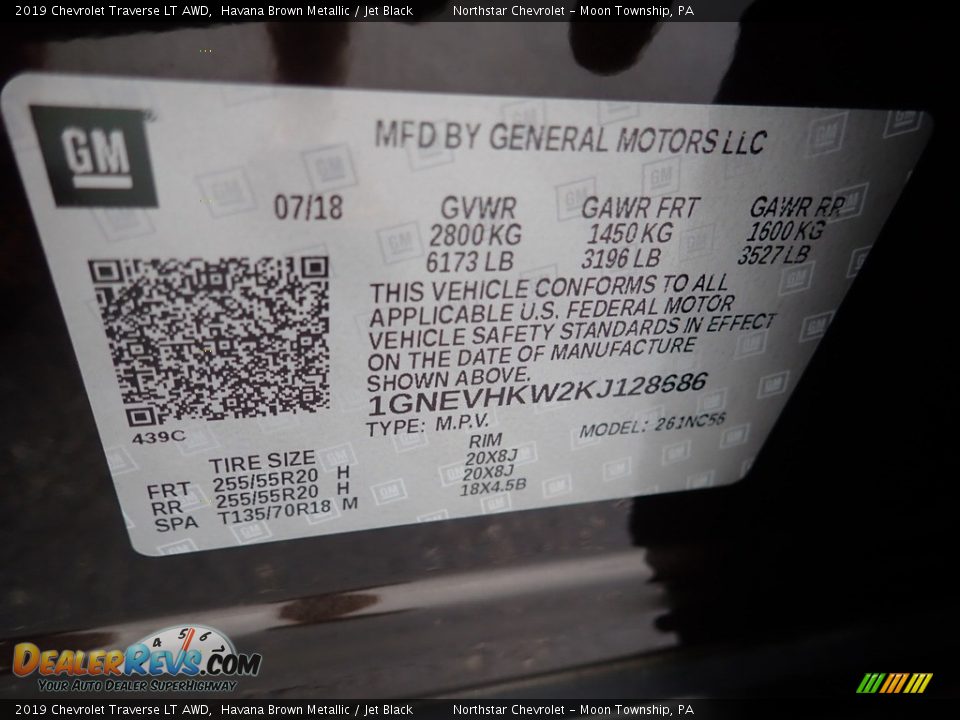 2019 Chevrolet Traverse LT AWD, Havana Brown Metallic / Jet Black Northstar Chevrolet - Moon Township, PA
GM
MFD BY GENERAL MOTORS LLC
07/18 GVWR GAWR FRT GAWR RR
2800 KG 1450 KG 1600 KG
6173 LB 3196 LB 3527 LB
THIS VEHICLE CONFORMS TO ALL
APPLICABLE U.S. FEDERAL MOTOR
VEHICLE SAFETY STANDARDS IN EFFECT
ON THE DATE OF MANUFACTURE
SHOWN ABOVE.
1GNEVHKW2KJ128686
439C
TYPE: M.P.V. MODEL: 261NC56
TIRE SIZE RIM
FRT 255/55R20 H 20X8J
RR 255/55R20 H 20X8J
SPA T135/70R18 M 18X4.5B
4 5 6 7
DEALERREVS.COM
YOUR AUTO DEALER SUPERHIGHWAY
2019 Chevrolet Traverse LT AWD, Havana Brown Metallic / Jet Black Northstar Chevrolet - Moon Township, PA